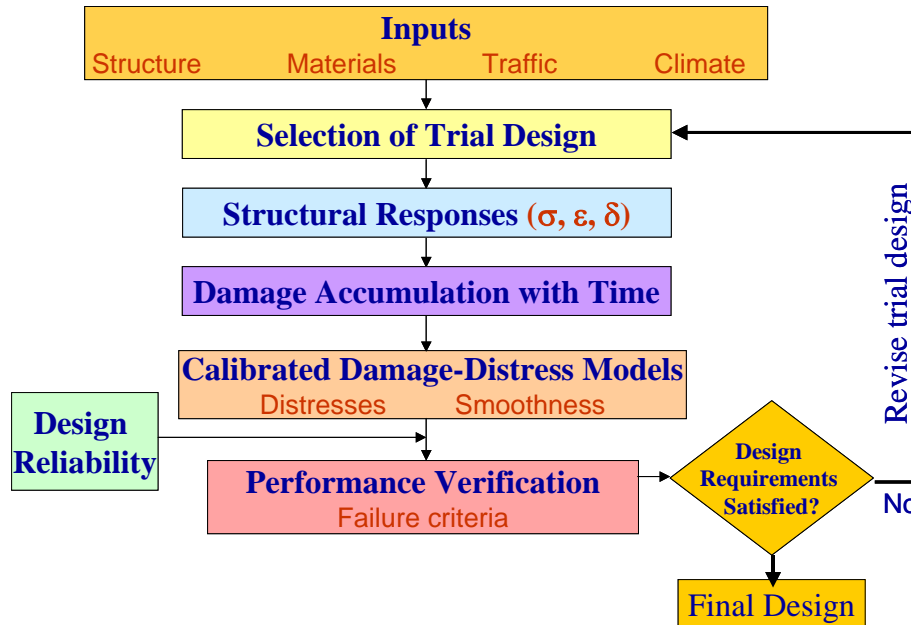 Inputs
Structure Materials Traffic Climate
Selection of Trial Design
Structural Responses (σ, ε, δ)
Damage Accumulation with Time
Calibrated Damage-Distress Models
Distresses Smoothness
Design
Reliability
Performance Verification
Failure criteria
Design
Requirements
Satisfied?
No
Revise trial design
Final Design